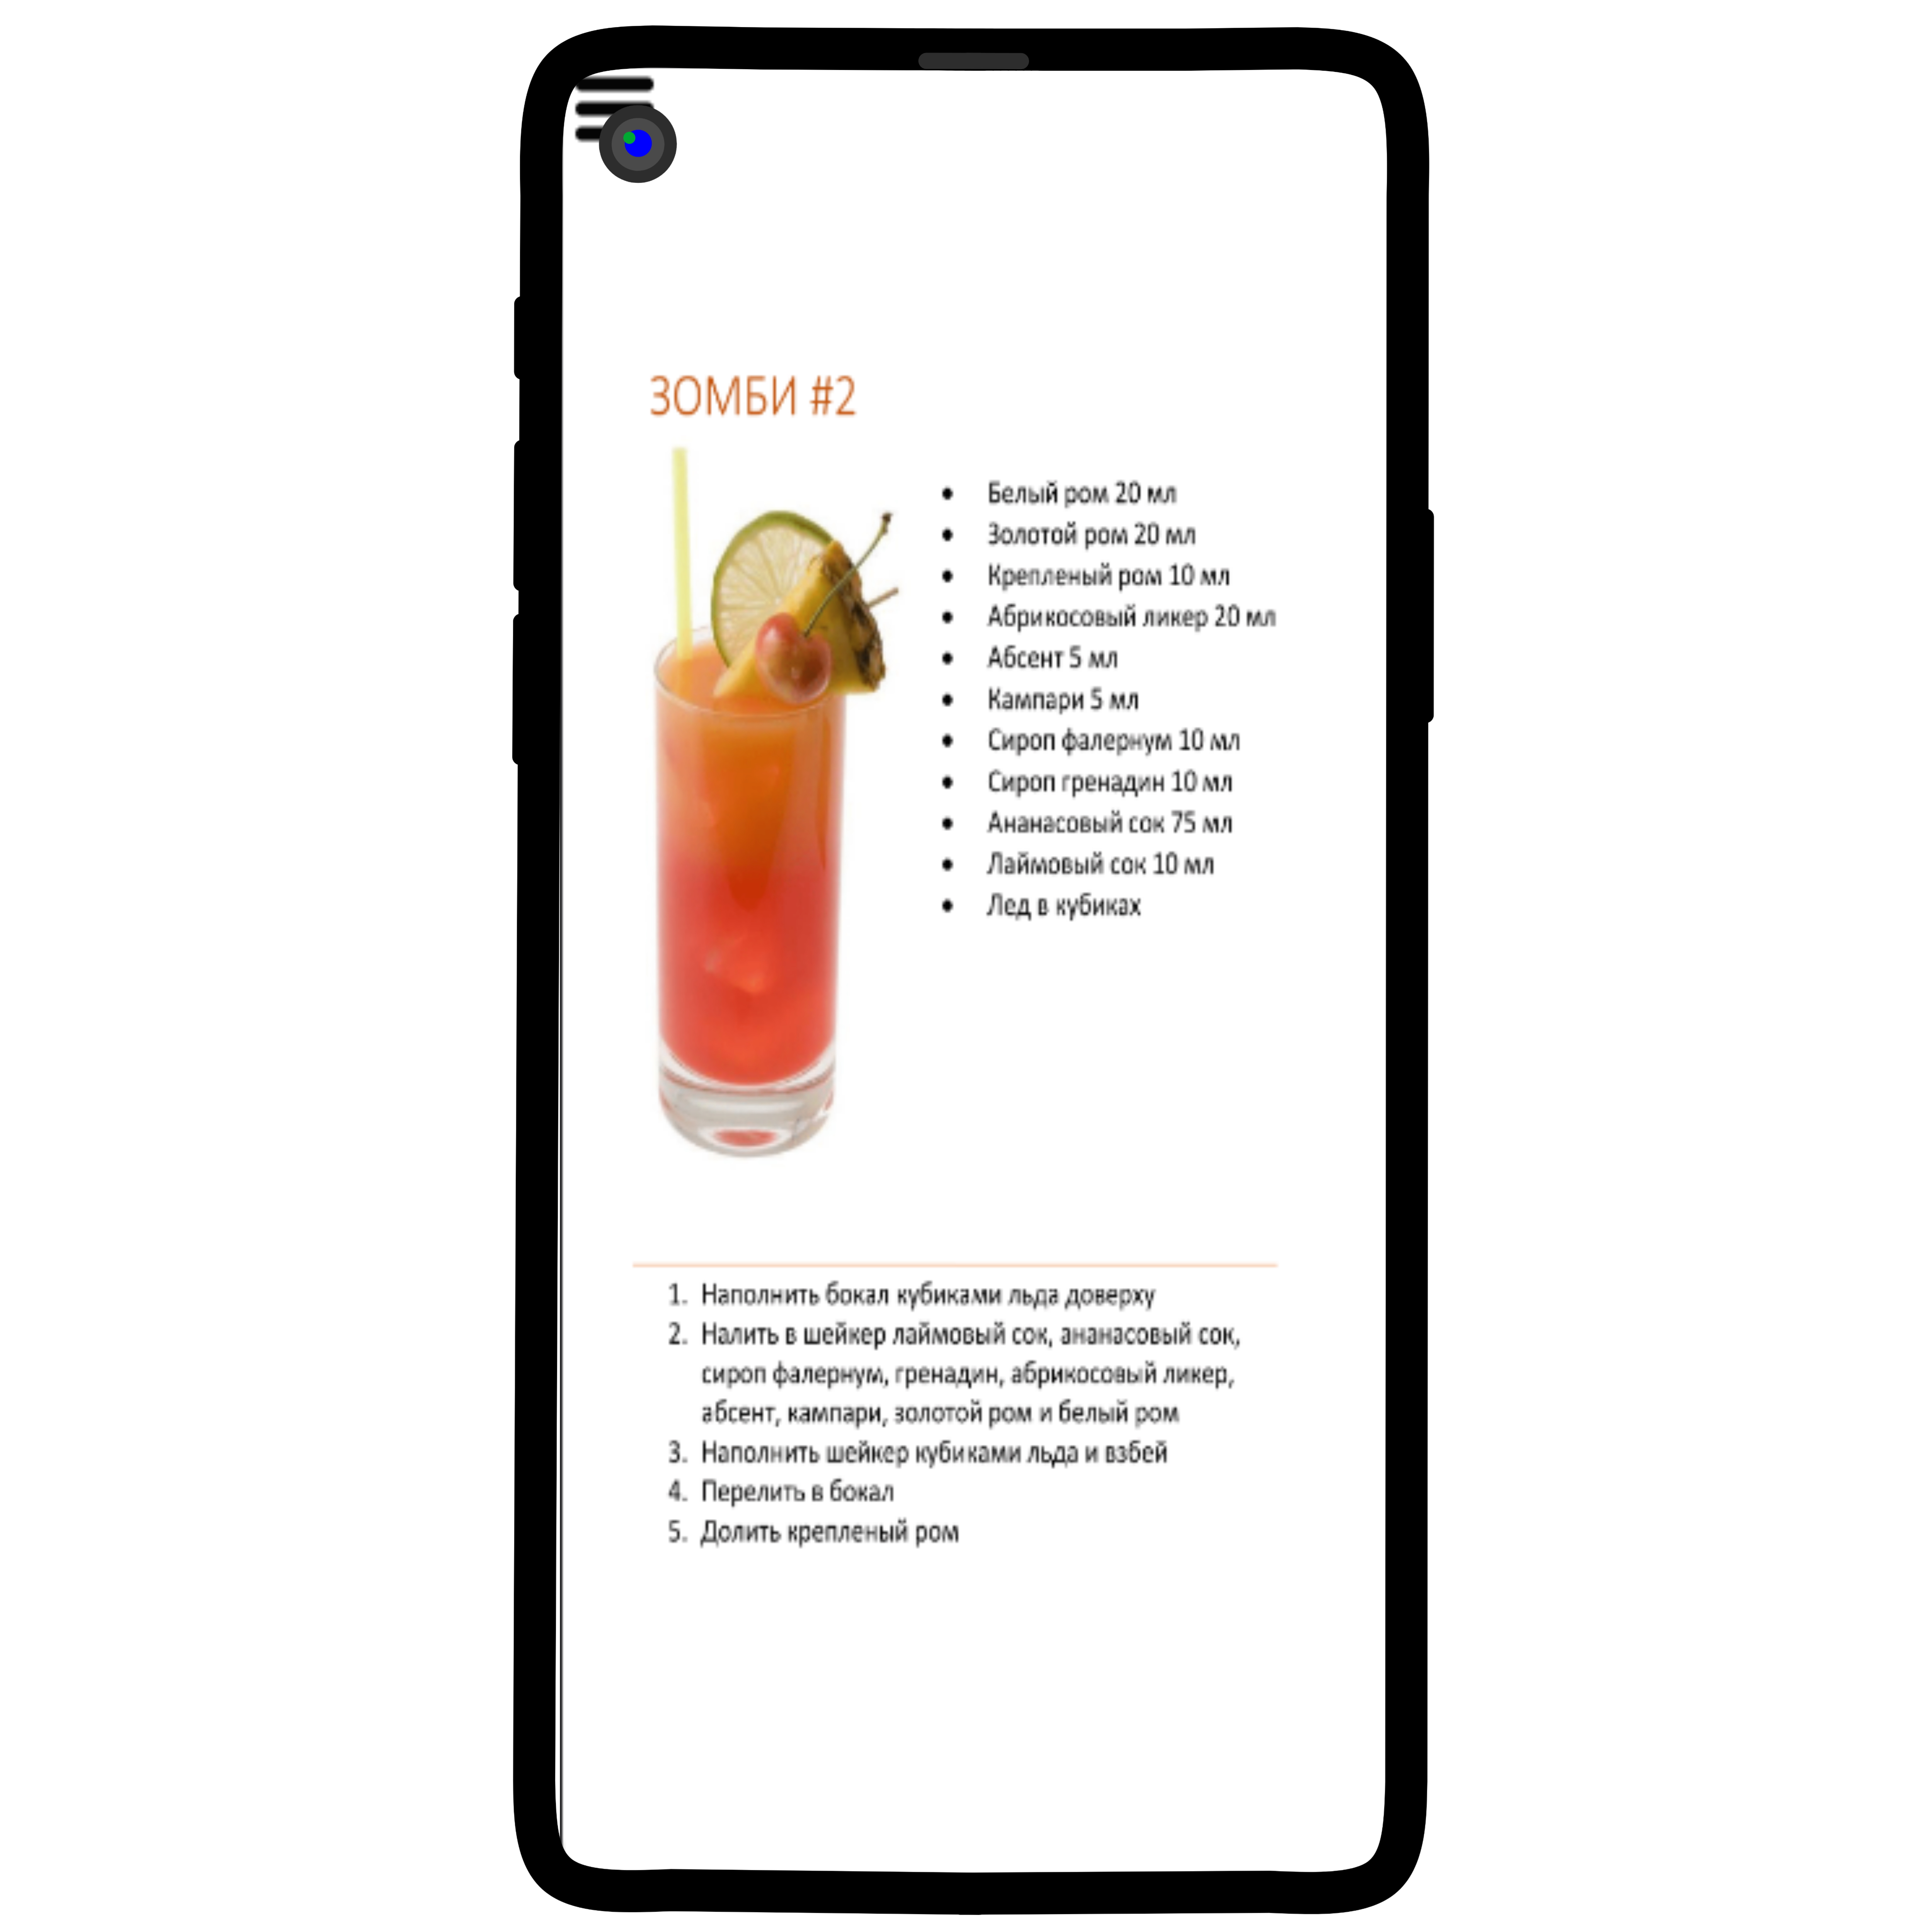 ЗОМБИ #2
• Белый ром 20 мл
• Золотой ром 20 мл
• Крепленый ром 10 мл
• Абрикосовый ликер 20 мл
• Абсент 5 мл
• Кампари 5 мл
• Сироп фалернум 10 мл
• Сироп гренадин 10 мл
• Ананасовый сок 75 мл
• Лаймовый сок 10 мл
• Лед в кубиках
1. Наполнить бокал кубиками льда доверху
2. Налить в шейкер лаймовый сок, ананасовый сок,
сироп фалернум, гренадин, абрикосовый ликер,
абсент, кампари, золотой ром и белый ром
3. Наполнить шейкер кубиками льда и взбей
4. Перелить в бокал
5. Долить крепленый ром